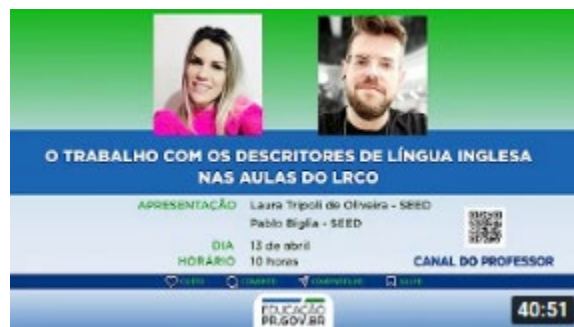 O TRABALHO COM OS DESCRITORES DE LÍNGUA INGLESA
NAS AULAS DO LRCO
APRESENTAÇÃO Laura Tripoli de Oliveira - SEED
Pablo Biglia - SEED
DIA 13 de abril
HORÁRIO 10 horas
CANAL DO PROFESSOR
EDUCAÇÃO
PR.GOV.BR
40:51